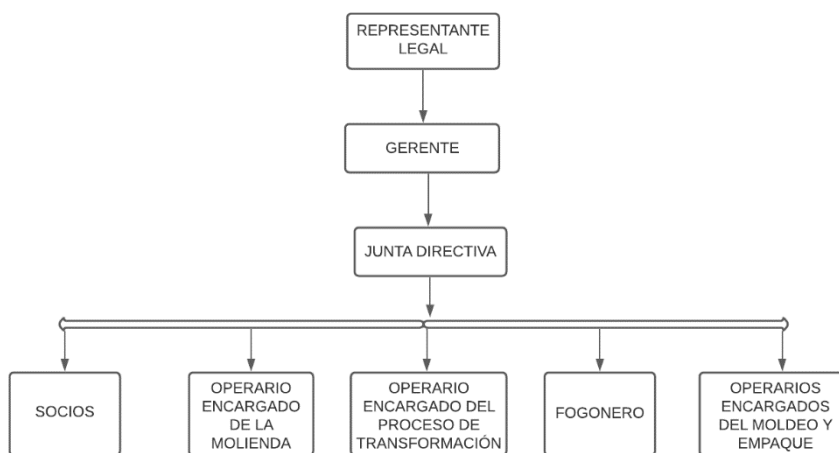 REPRESENTANTE
LEGAL
GERENTE
JUNTA DIRECTIVA
SOCIOS
OPERARIO
ENCARGADO
DE LA
MOLIENDA
OPERARIO
ENCARGADO DEL
PROCESO DE
TRANSFORMACIÓN
FOGONERO
OPERARIOS
ENCARGADOS
DEL MOLDEO Y
EMPAQUE